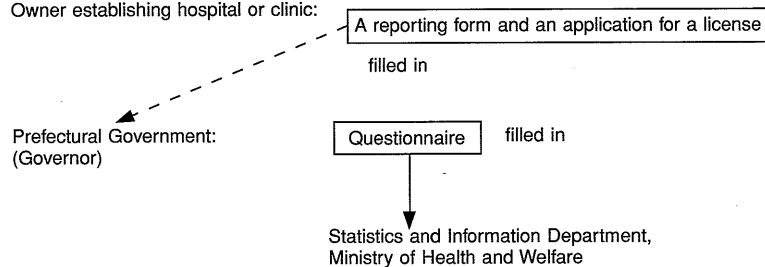 Owner establishing hospital or clinic:
A reporting form and an application for a license
filled in
Prefectural Government:
(Governor)
Questionnaire
filled in
Statistics and Information Department,
Ministry of Health and Welfare